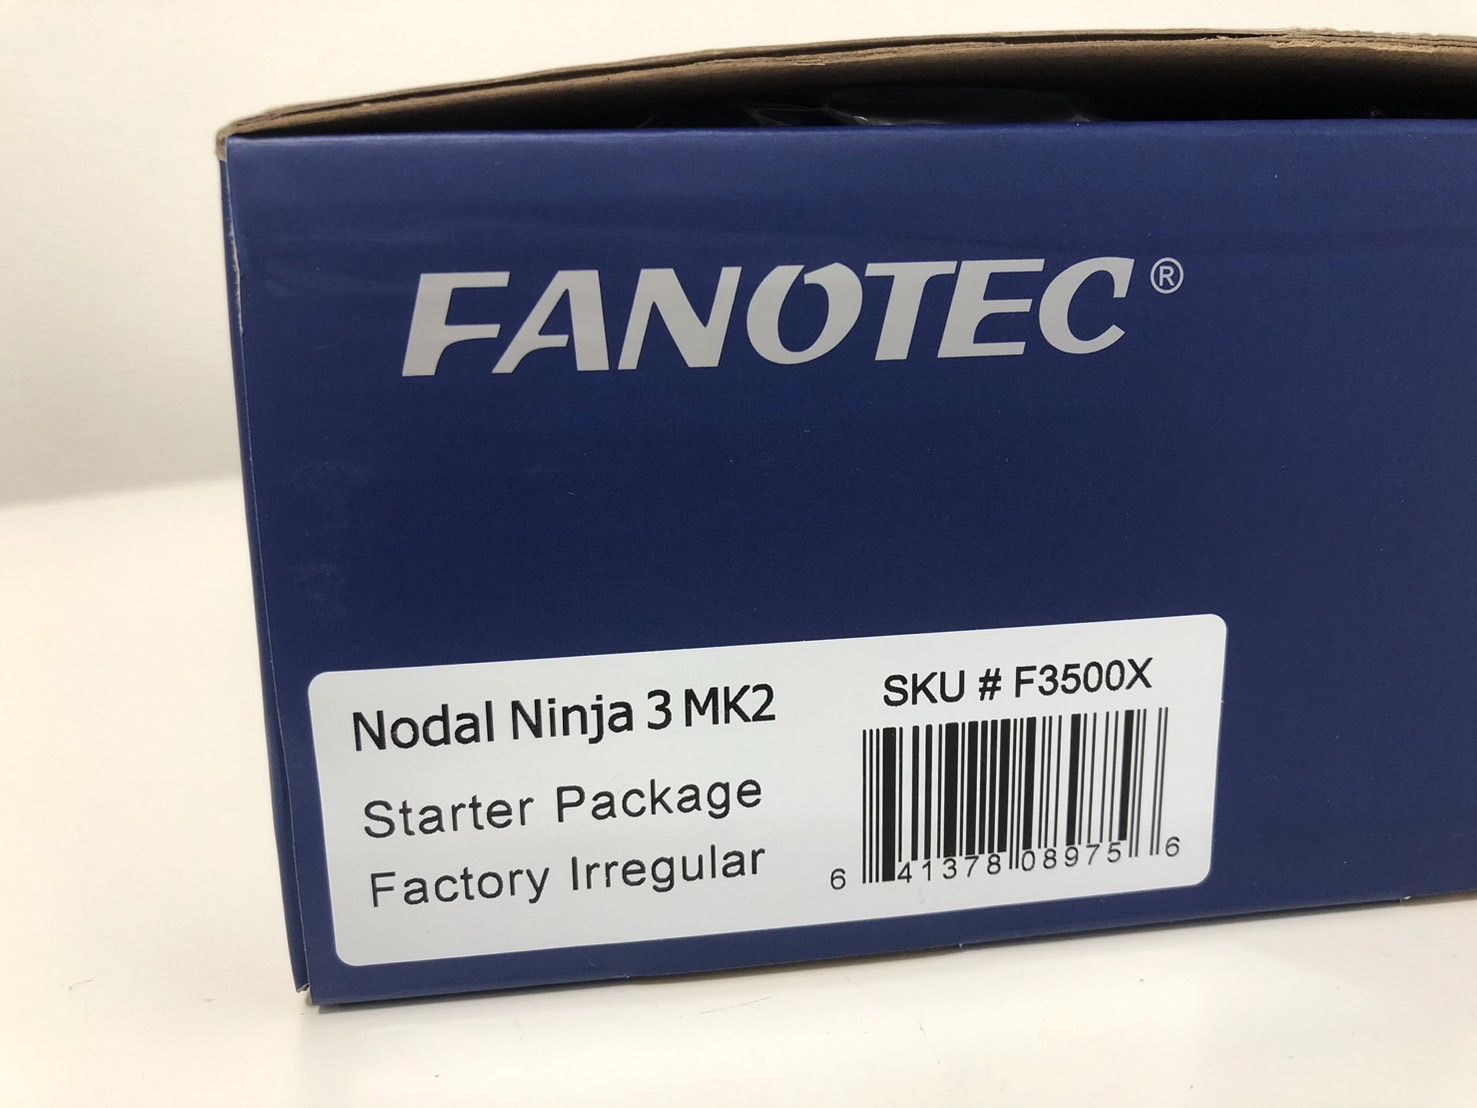 FANOTEC®
Nodal Ninja 3 MK2
Starter Package
Factory Irregular
SKU # F3500X
6 41378 08975 6